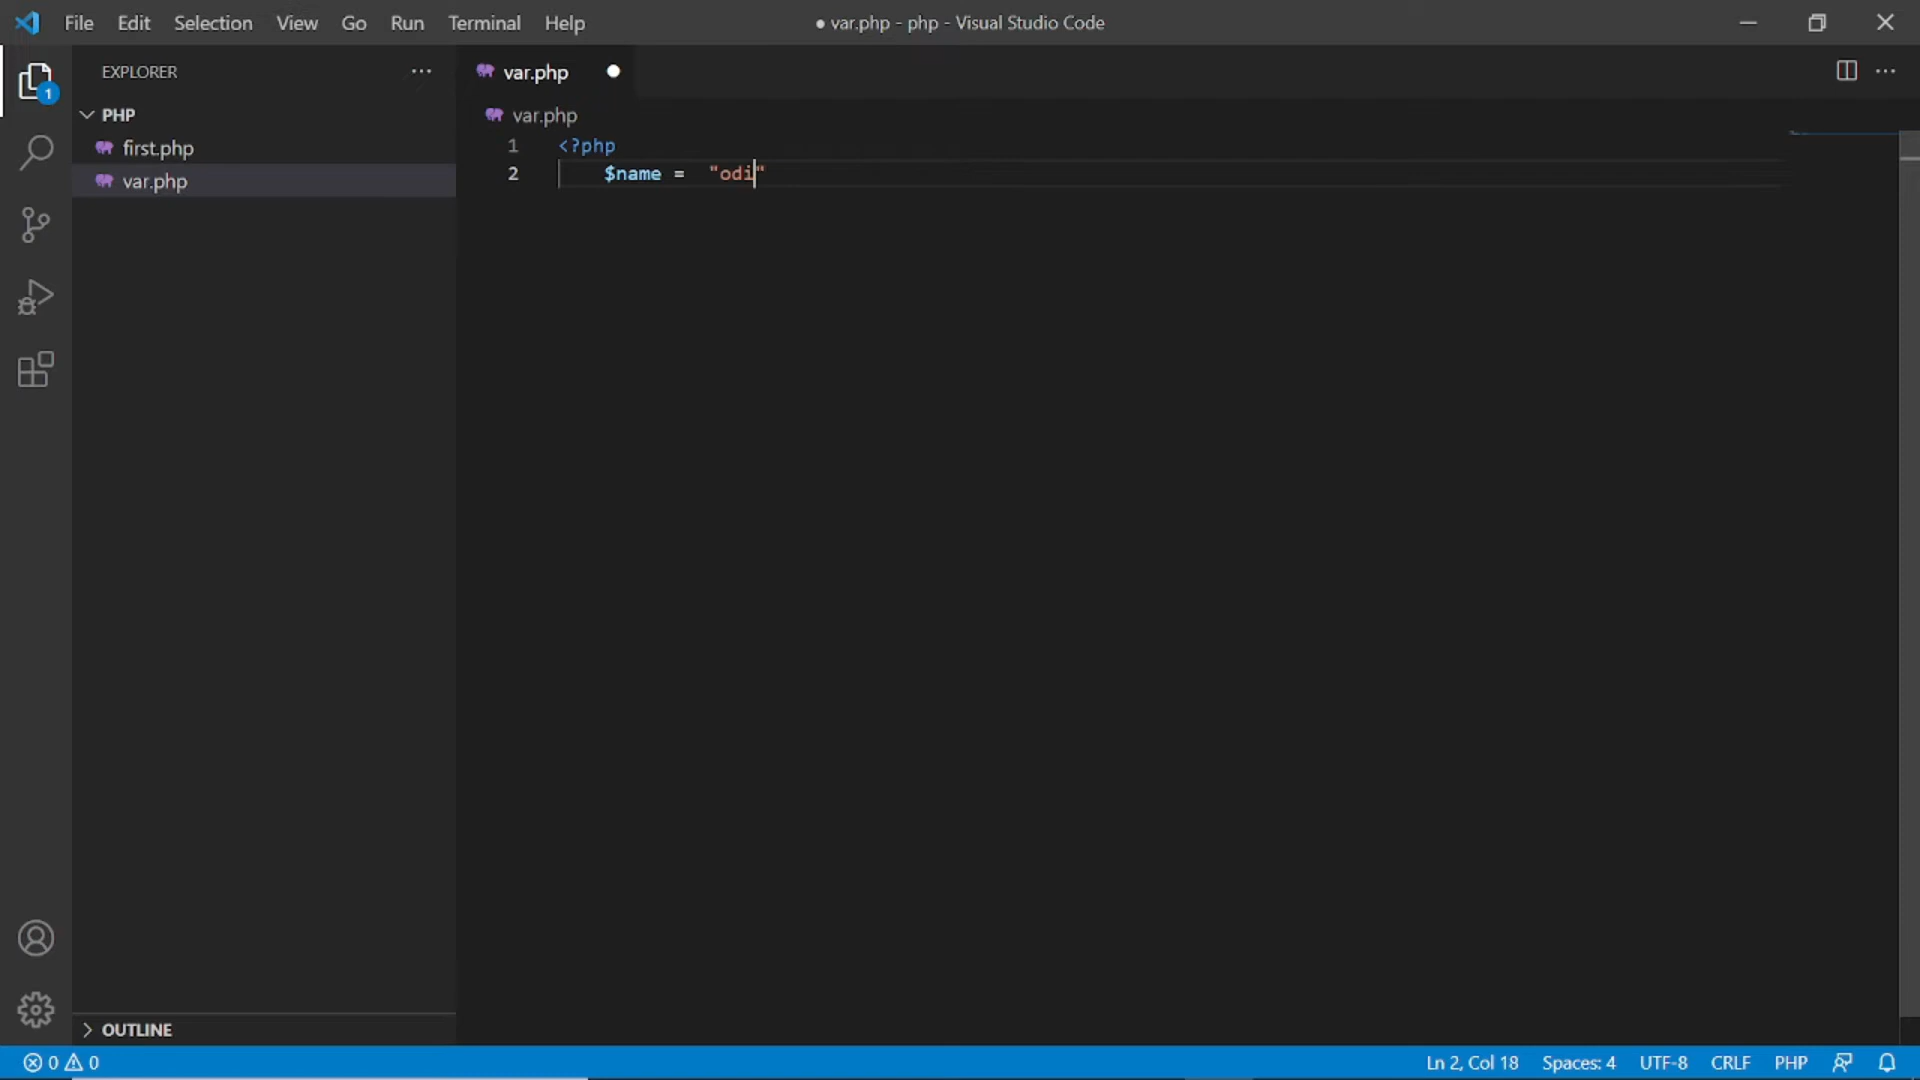 File Edit Selection View Go Run Terminal Help
● var.php - php - Visual Studio Code
EXPLORER
1
PHP
first.php
var.php
OUTLINE
var.php
var.php
1 <?php
2 $name =  "odi"
0 0
Ln 2, Col 18 Spaces: 4 UTF-8 CRLF PHP